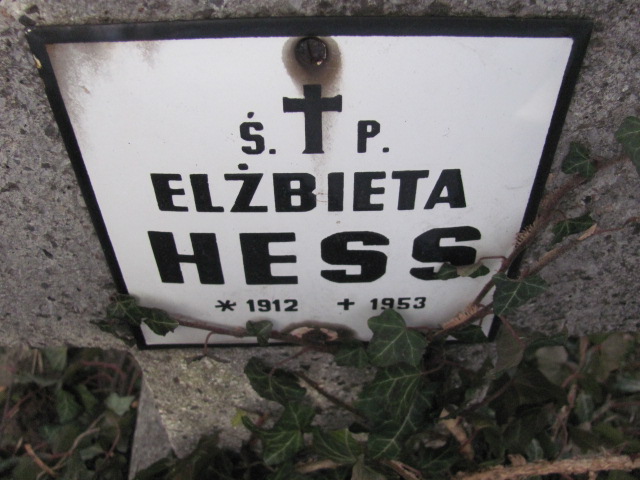 Ś. † P.
ELŻBIETA
HESS
* 1912 + 1953